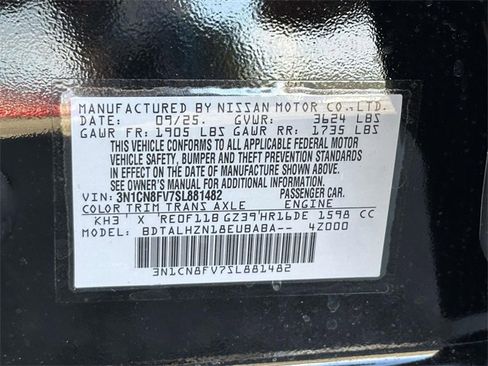 MANUFACTURED BY NISSAN MOTOR CO., LTD.
DATE: 09/25. GVWR: 3624 LBS
GAWR FR: 1905 LBS GAWR RR: 1735 LBS
THIS VEHICLE CONFORMS TO ALL
APPLICABLE FEDERAL MOTOR
VEHICLE SAFETY, BUMPER AND THEFT
PREVENTION STANDARDS IN
EFFECT ON THE DATE OF
MANUFACTURE SHOWN ABOVE.
SEE OWNER'S MANUAL
VIN: 3N1CN8FV7SL881482 PASSENGER CAR.
COLOR TRIM TRANS AXLE ENGINE
KH3 X RE0F11B GZ39 HR16DE 1598 CC
MODEL: BDTALHZN18EUBABA-- 4Z000
3N1CN8FV7SL881482